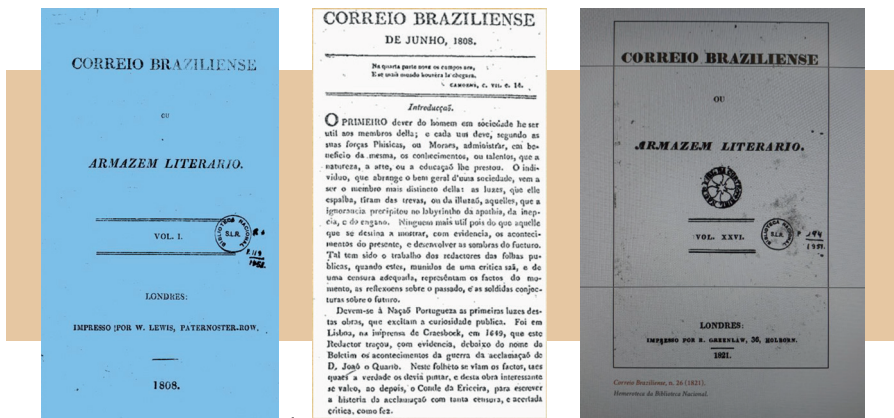 CORREIO BRAZILIENSE
OU
ARMAZEM LITERARIO.
VOL. I.
BIBLIOTECA NACIONAL
S.L.R.
LONDRES:
IMPRESSO POR W. LEWIS, PATERNOSTER-ROW.
1808.
CORREIO BRAZILIENSE
DE JUNHO, 1808.
Na quarta parte nova os campos ara,
E se mais mundo houvéra la chegara.
CAMOENS, C. VII. E. 14.
Introducçaõ.
O PRIMEIRO dever do homem em sociedade he ser
util aos membros della; e cada um deve, segundo as
suas forças Phisicas, ou Moraes, administrar, em be-
neficio da mesma, os conhecimentos, ou talentos, que a
natureza, a arte, ou a educaçaõ lhe prestou. O indi-
viduo, que abrange o bem geral d'uma sociedade, vem a
ser o membro mais distincto della: as luzes, que elle
espalha, tiram das trevas, ou da illuzaõ, aquelles, que a
ignorancia precipitou no labyrintho da apathia, da inep-
cia, e do engano. Ninguem mais util pois do que aquelle
que se destina a mostrar, com evidencia, os aconteci-
mentos do presente, e desenvolver as sombras do fucturo.
Tal tem sido o trabalho dos redactores das folhas pu-
blicas, quando estes, munidos de uma critica saã, e de
uma censura adequada, represêntam os factos do mo-
mento, as reflexoens sobre o passado, e as soldidas conjec-
turas sobre o futuro.
Devem-se à Naçaõ Portugueza as primeiras luzes des-
tas obras, que excitam a curiosidade publica. Foi em
Lisboa, na imprensa de Craesbeck, em 1649, que este
Redactor traçou, com evidencia, debaixo do nome de
Boletim os acontecimentos da guerra da acclamaçaõ de
D. Joaõ o Quarto. Neste folheto se viam os factos, taes
quaes a verdade os devia pintar, e desta obra interessante
se valeo, ao depois, o Conde da Ericeira, para escrever
a historia da acclamaçaõ com tanta censura, e acertada
critica, como fez.
CORREIO BRAZILIENSE
OU
ARMAZEM LITERARIO.
VOL. XXVI.
S.L.R.
LONDRES:
IMPRESSO POR R. GREENLAW, 36, HOLBORN.
1821.
Correio Braziliense, n. 26 (1821).
Hemeroteca da Biblioteca Nacional.